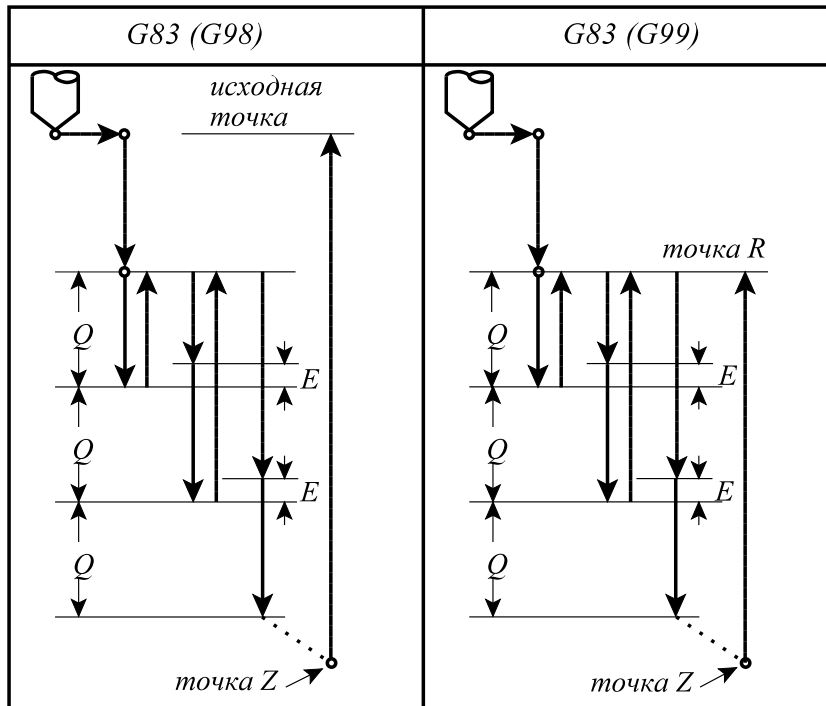 G83 (G98)
G83 (G99)
исходная
точка
Q
E
Q
E
Q
точка Z
точка R
Q
E
Q
E
Q
точка Z